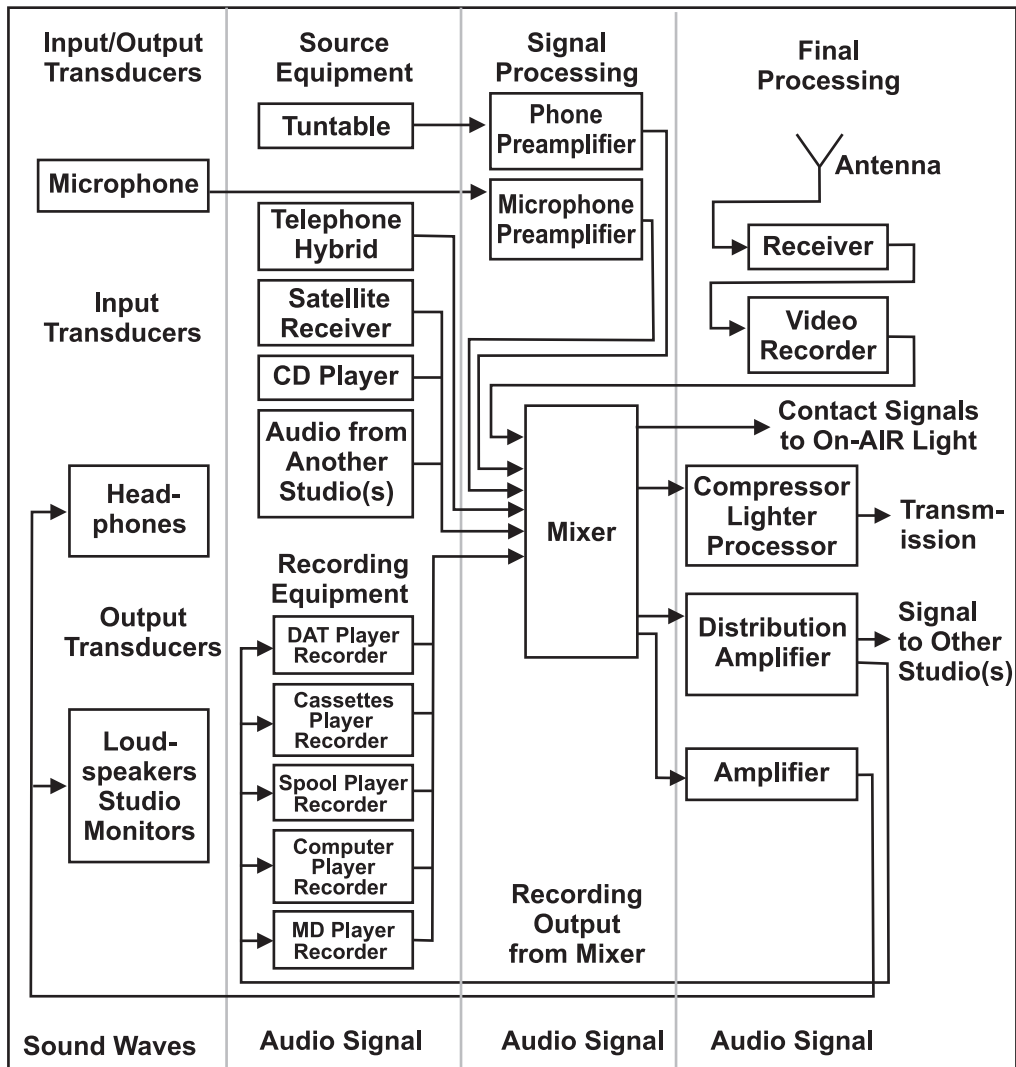 Input/Output
Transducers
Source
Equipment
Signal
Processing
Final
Processing
Tuntable
Phone
Preamplifier
Antenna
Microphone
Microphone
Preamplifier
Telephone
Hybrid
Receiver
Input
Transducers
Satellite
Receiver
Video
Recorder
CD Player
Audio from
Another
Studio(s)
Contact Signals
to On-AIR Light
Head-
phones
Mixer
Compressor
Lighter
Processor
Transm-
ission
Recording
Equipment
Output
Transducers
DAT Player
Recorder
Distribution
Amplifier
Signal
to Other
Studio(s)
Cassettes
Player
Recorder
Loud-
speakers
Studio
Monitors
Spool Player
Recorder
Amplifier
Computer
Player
Recorder
MD Player
Recorder
Recording
Output
from Mixer
Sound Waves
Audio Signal
Audio Signal
Audio Signal